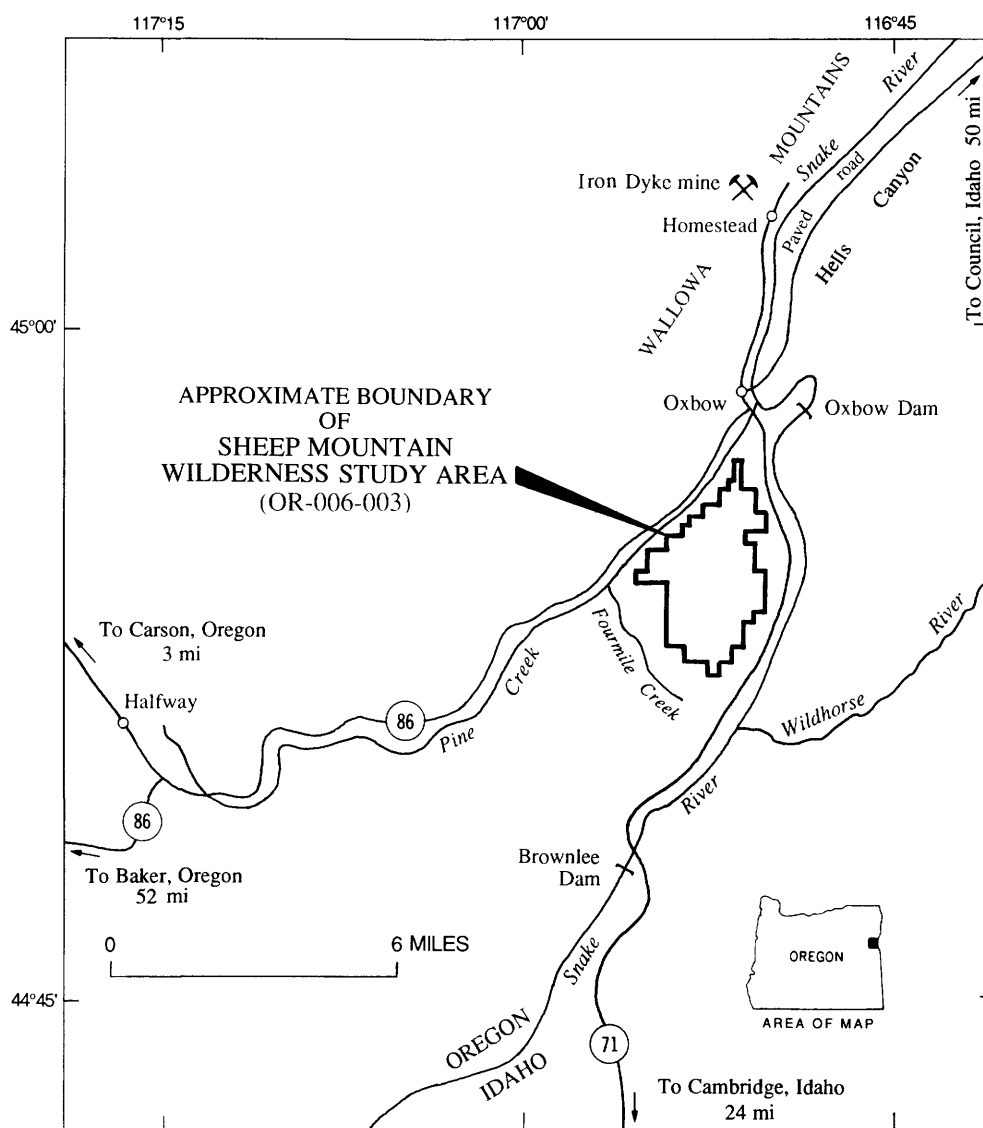 117°15'
117°00'
116°45'
MOUNTAINS
River
Snake
Paved road
Canyon
Hells
To Council, Idaho 50 mi
Iron Dyke mine
Homestead
WALLOWA
45°00'
Oxbow
Oxbow Dam
APPROXIMATE BOUNDARY
OF
SHEEP MOUNTAIN
WILDERNESS STUDY AREA
(OR-006-003)
To Carson, Oregon
3 mi
Halfway
Fourmile Creek
Creek
Pine
86
Wildhorse River
River
86
To Baker, Oregon
52 mi
Brownlee
Dam
0 6 MILES
Snake
OREGON
AREA OF MAP
44°45'
OREGON
IDAHO
71
To Cambridge, Idaho
24 mi